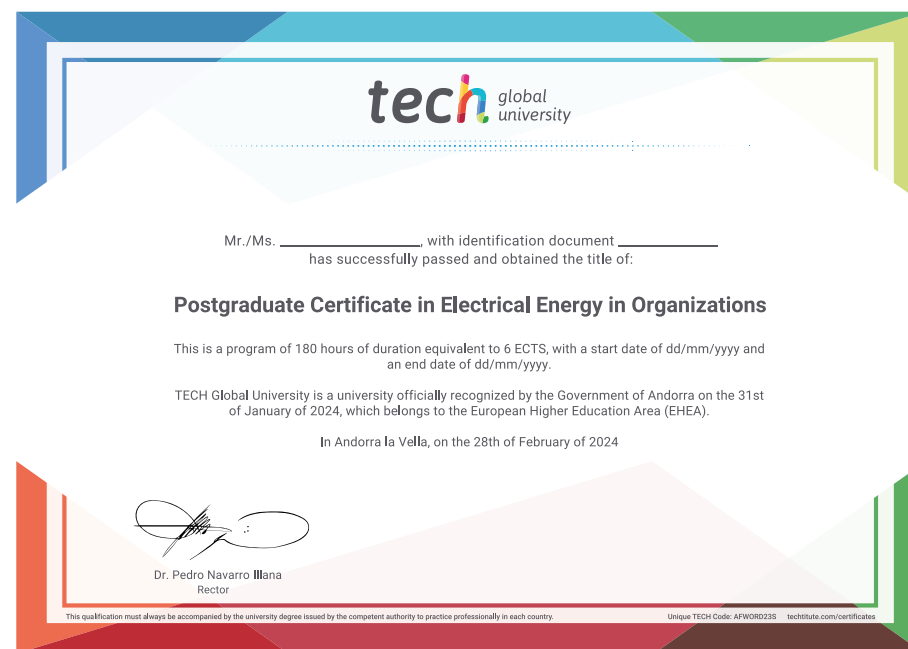 tech global
university
Mr./Ms. ____________________, with identification document ______________
has successfully passed and obtained the title of:
Postgraduate Certificate in Electrical Energy in Organizations
This is a program of 180 hours of duration equivalent to 6 ECTS, with a start date of dd/mm/yyyy and
an end date of dd/mm/yyyy.
TECH Global University is a university officially recognized by the Government of Andorra on the 31st
of January of 2024, which belongs to the European Higher Education Area (EHEA).
In Andorra la Vella, on the 28th of February of 2024
Dr. Pedro Navarro Illana
Rector
This qualification must always be accompanied by the university degree issued by the competent authority to practice professionally in each country.
Unique TECH Code: AFWORD23S techtitute.com/certificates